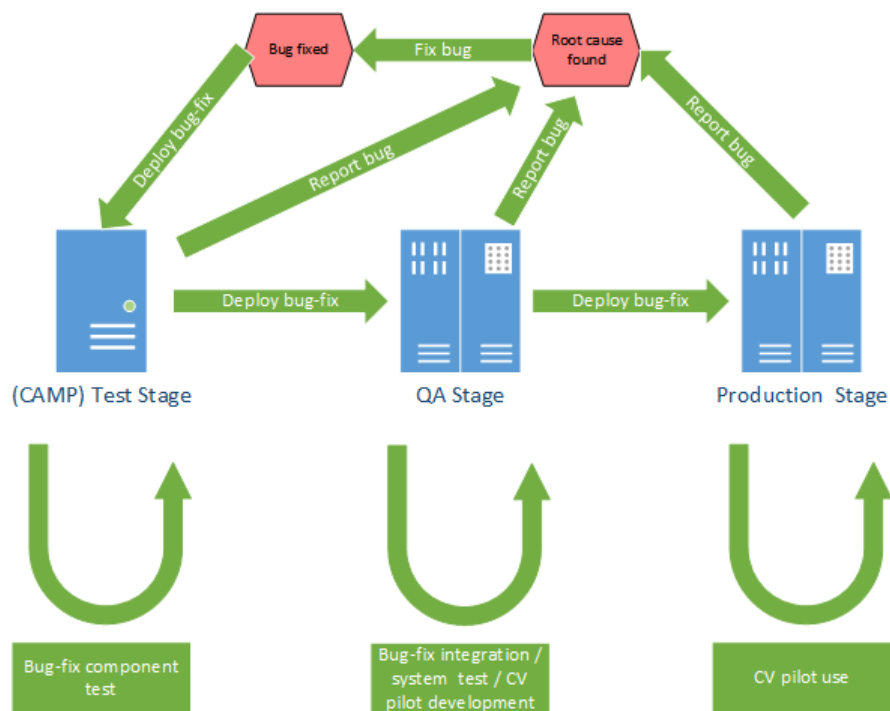 Bug fixed
Fix bug
Root cause
found
Deploy bug-fix
Report bug
Report bug
Report bug
Deploy bug-fix
Deploy bug-fix
(CAMP) Test Stage
QA Stage
Production Stage
Bug-fix component
test
Bug-fix integration /
system test / CV
pilot development
CV pilot use